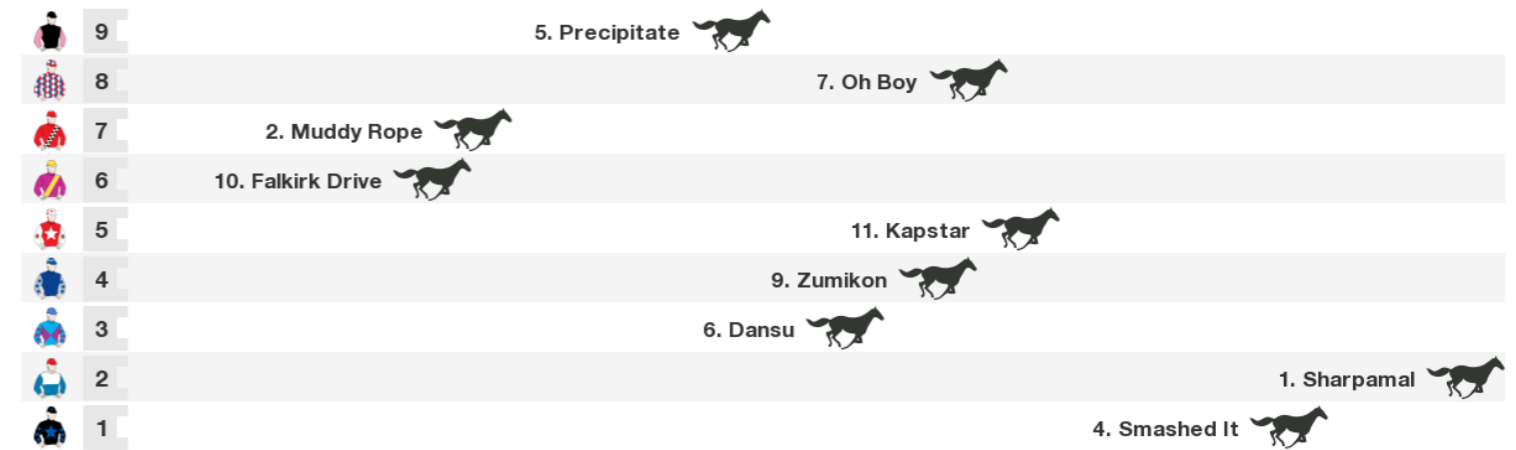 9 5. Precipitate
8 7. Oh Boy
7 2. Muddy Rope
6 10. Falkirk Drive
5 11. Kapstar
4 9. Zumikon
3 6. Dansu
2 1. Sharpamal
1 4. Smashed It